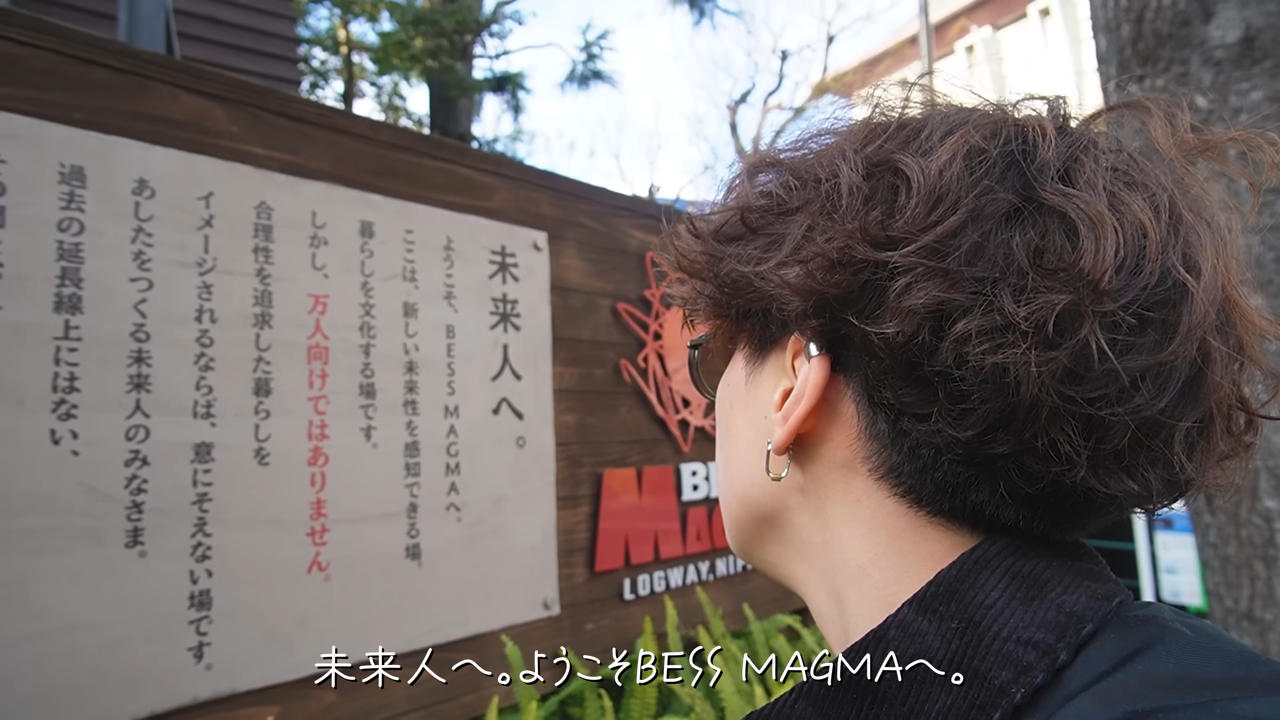 未来人へ。
ようこそ、BESS MAGMAへ。
ここは、新しい未来性を感知できる場。
暮らしを文化する場です。
しかし、万人向けではありません。
合理性を追求した暮らしを
イメージされるならば、意にそえない場です。
あしたをつくる未来人のみなさま。
過去の延長線上にはない、
LOGWAY,
未来人へ。ようこそBESS MAGMAへ。